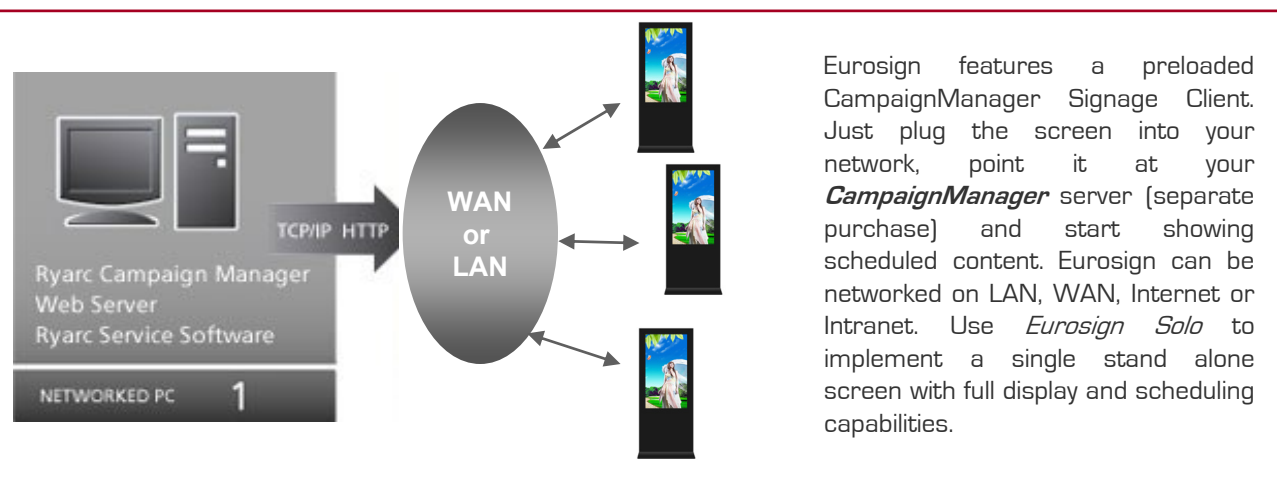 TCP/IP HTTP
Ryarc Campaign Manager
Web Server
Ryarc Service Software
NETWORKED PC 1
WAN
or
LAN
Eurosign features a preloaded
CampaignManager Signage Client.
Just plug the screen into your
network, point it at your
CampaignManager server (separate
purchase) and start showing
scheduled content. Eurosign can be
networked on LAN, WAN, Internet or
Intranet. Use Eurosign Solo to
implement a single stand alone
screen with full display and scheduling
capabilities.